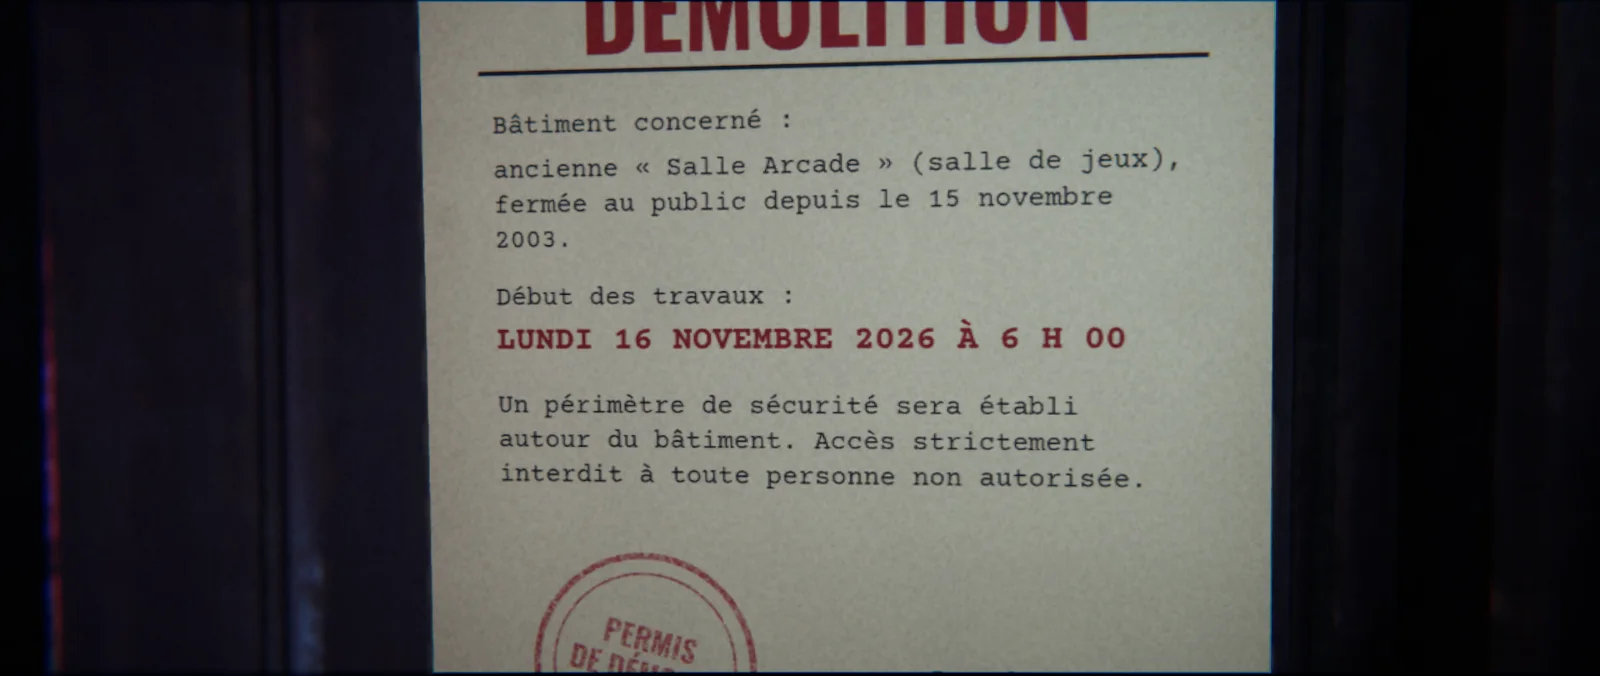 DÉMOLITION
Bâtiment concerné :
ancienne « Salle Arcade » (salle de jeux),
fermée au public depuis le 15 novembre
2003.
Début des travaux :
LUNDI 16 NOVEMBRE 2026 À 6 H 00
Un périmètre de sécurité sera établi
autour du bâtiment. Accès strictement
interdit à toute personne non autorisée.
PERMIS
DE